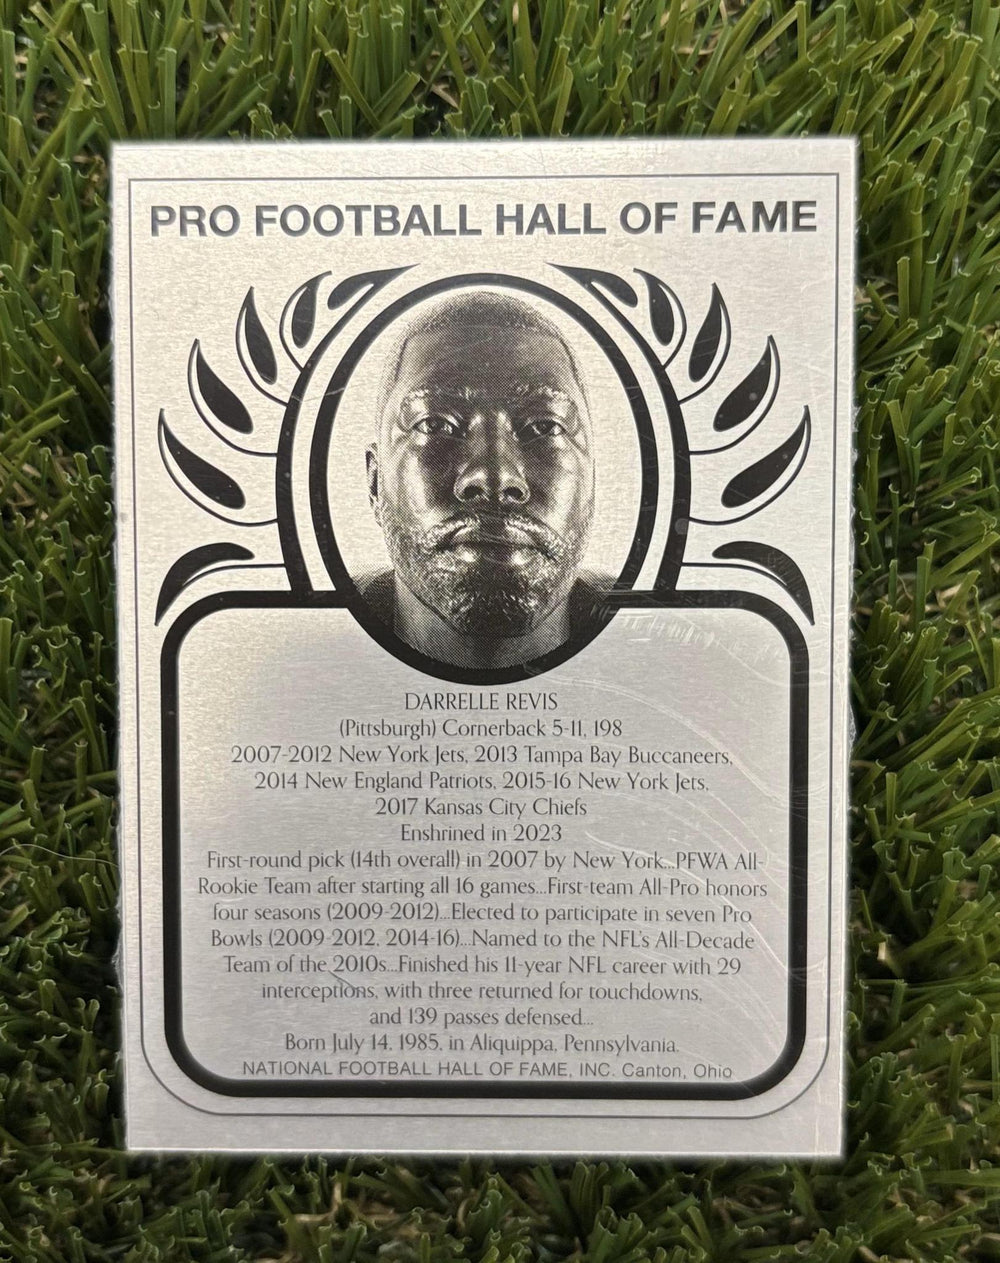 PRO FOOTBALL HALL OF FAME
DARRELLE REVIS
(Pittsburgh) Cornerback 5-11, 198
2007-2012 New York Jets, 2013 Tampa Bay Buccaneers,
2014 New England Patriots, 2015-16 New York Jets,
2017 Kansas City Chiefs
Enshrined in 2023
First-round pick (14th overall) in 2007 by New York...PFWA All-
Rookie Team after starting all 16 games...First-team All-Pro honors
four seasons (2009-2012)...Elected to participate in seven Pro
Bowls (2009-2012, 2014-16)...Named to the NFL's All-Decade
Team of the 2010s...Finished his 11-year NFL career with 29
interceptions, with three returned for touchdowns,
and 139 passes defensed...
Born July 14, 1985, in Aliquippa, Pennsylvania.
NATIONAL FOOTBALL HALL OF FAME, INC. Canton, Ohio